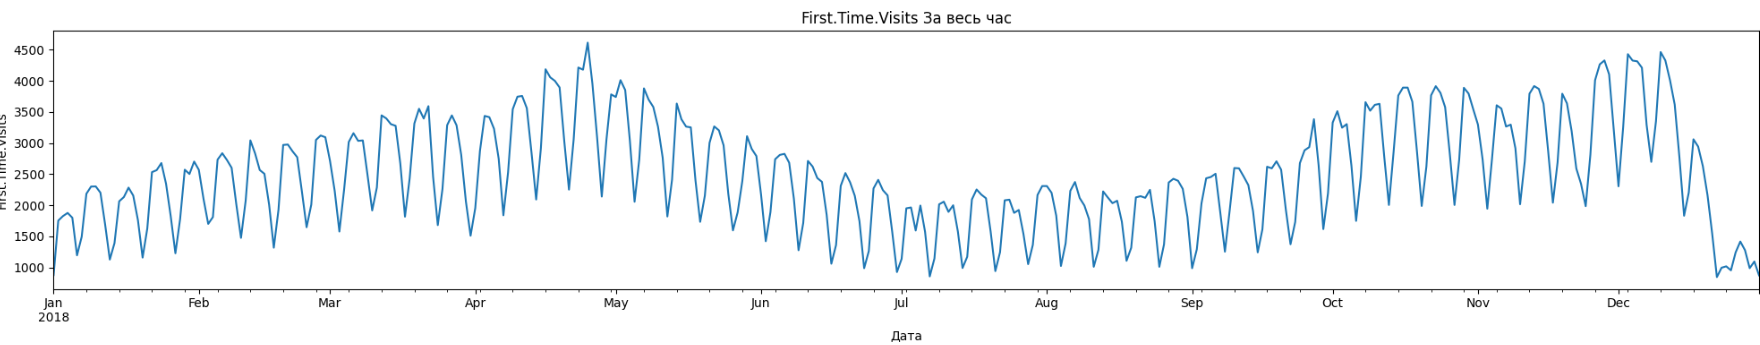 First.Time.Visits За весь час
First.Time.Visits
4500
4000
3500
3000
2500
2000
1500
1000
Jan Feb Mar Apr May Jun Jul Aug Sep Oct Nov Dec
2018
Дата